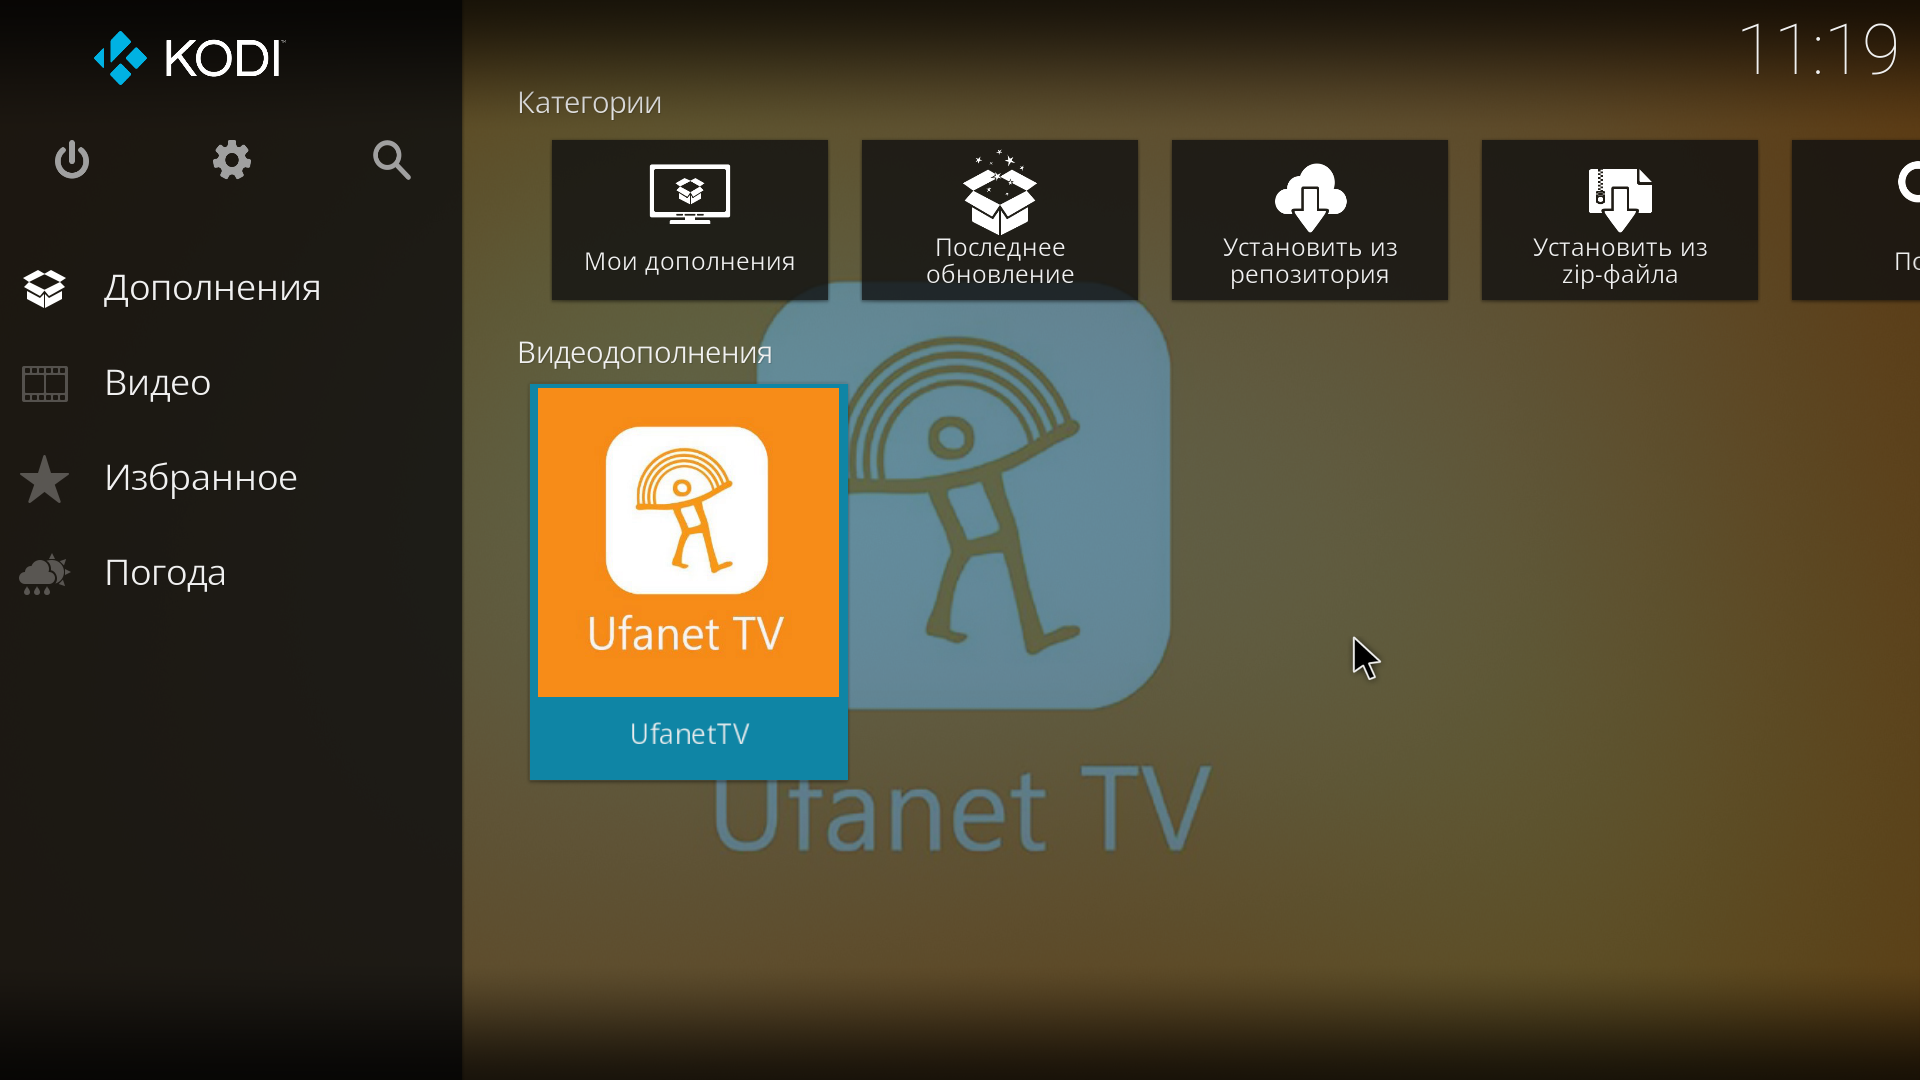 KODI
11:19
Дополнения
Видео
Избранное
Погода
Категории
Мои дополнения
Последнее
обновление
Установить из
репозитория
Установить из
zip-файла
Видеодополнения
Ufanet TV
UfanetTV
Ufanet TV